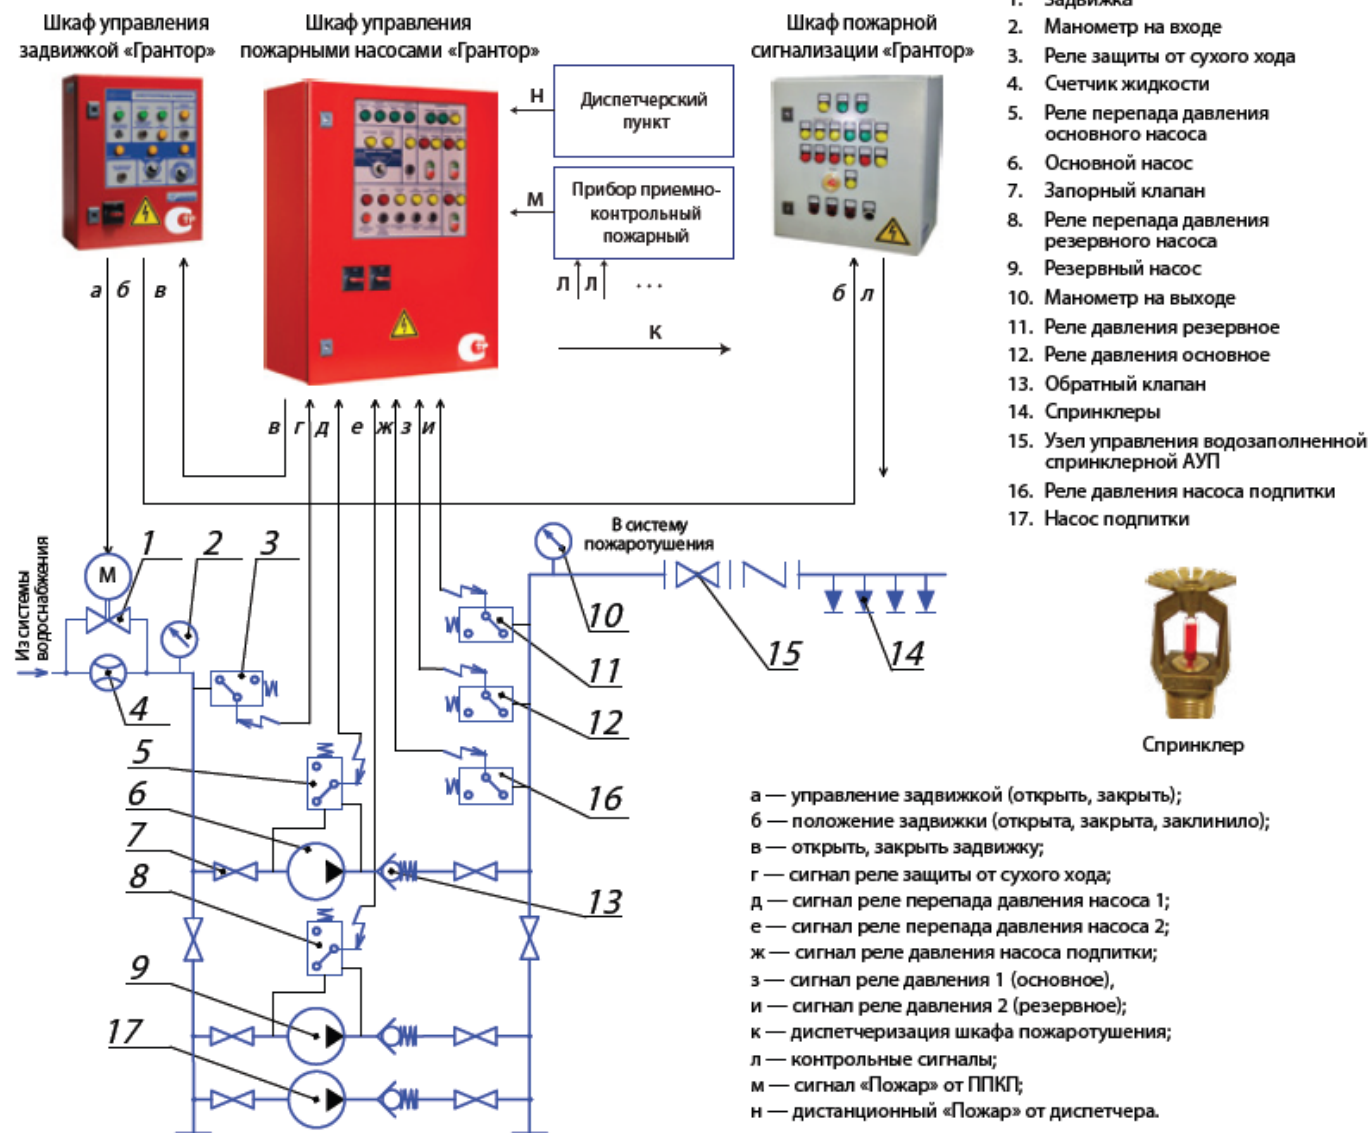 Шкаф управления
задвижкой «Грантор»
Шкаф управления
пожарными насосами «Грантор»
Шкаф пожарной
сигнализации «Грантор»
Н
Диспетчерский
пункт
М
Прибор приемно-
контрольный
пожарный
Л Л ...
К
а б в
б л
в г д е ж з и
Из системы
водоснабжения
М
1
2
3
4
5
6
7
8
9
17
В систему
пожаротушения
10
11
12
16
13
15
14
1. Задвижка
2. Манометр на входе
3. Реле защиты от сухого хода
4. Счетчик жидкости
5. Реле перепада давления
основного насоса
6. Основной насос
7. Запорный клапан
8. Реле перепада давления
резервного насоса
9. Резервный насос
10. Манометр на выходе
11. Реле давления резервное
12. Реле давления основное
13. Обратный клапан
14. Спринклеры
15. Узел управления водозаполненной
спринклерной АУП
16. Реле давления насоса подпитки
17. Насос подпитки
Спринклер
а — управление задвижкой (открыть, закрыть);
б — положение задвижки (открыта, закрыта, заклинило);
в — открыть, закрыть задвижку;
г — сигнал реле защиты от сухого хода;
д — сигнал реле перепада давления насоса 1;
е — сигнал реле перепада давления насоса 2;
ж — сигнал реле давления насоса подпитки;
з — сигнал реле давления 1 (основное),
и — сигнал реле давления 2 (резервное);
к — диспетчеризация шкафа пожаротушения;
л — контрольные сигналы;
м — сигнал «Пожар» от ППКП;
н — дистанционный «Пожар» от диспетчера.